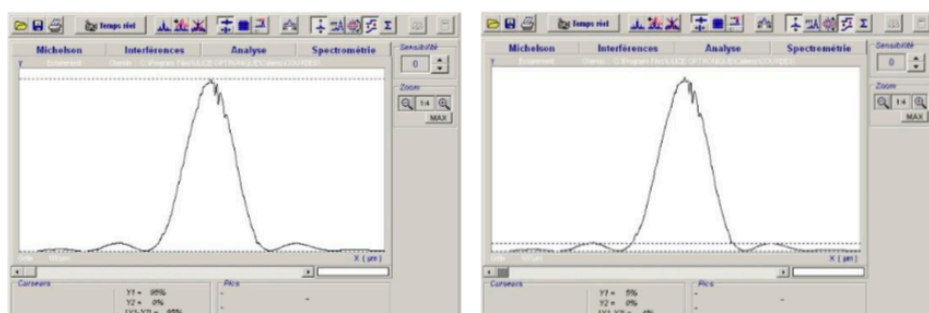 Temps réel
Michelson Interférences Analyse Spectrométrie
Sensibilité
Y
0
Zoom
1:4
MAX
X ( µm )
Curseurs
Pics
Y1 = 95%
Y2 = 0%
Temps réel
Michelson Interférences Analyse Spectrométrie
Sensibilité
Y
0
Zoom
1:4
MAX
X ( µm )
Curseurs
Pics
Y1 = 5%
Y2 = 0%